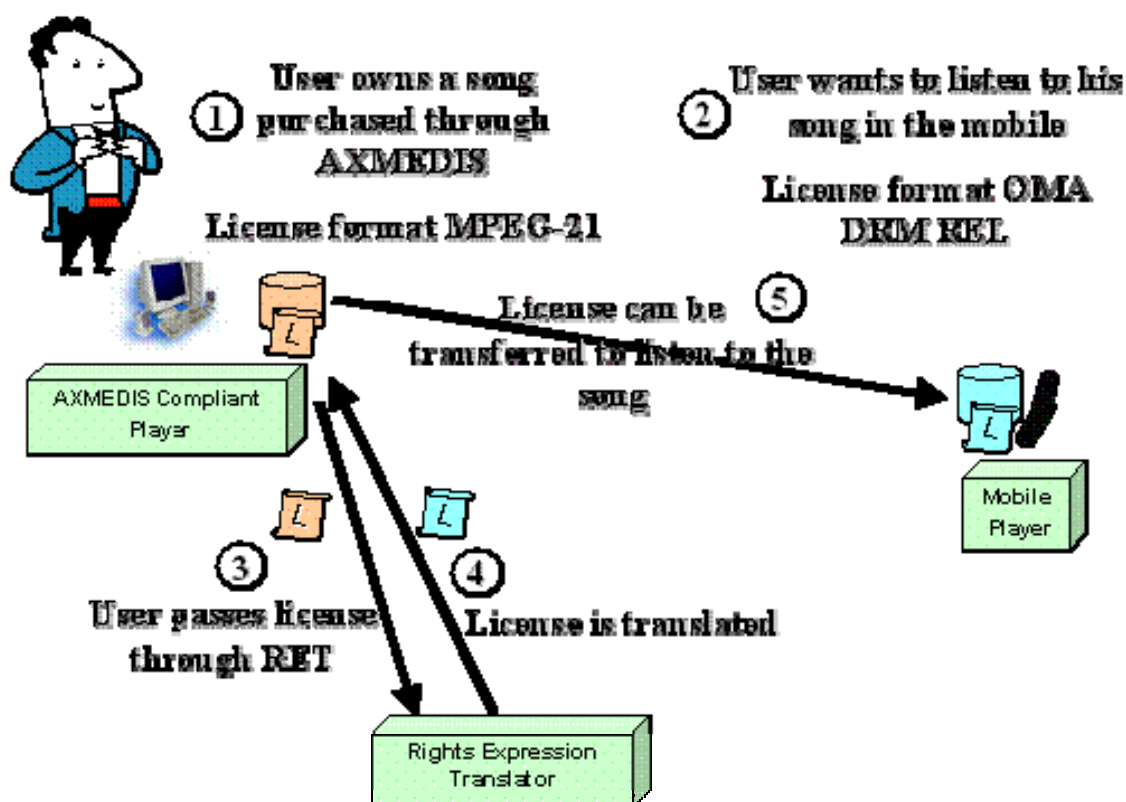 1
User owns a song
purchased through
AXMEDIS
License format MPEG-21
2
User wants to listen to his
song in the mobile
License format OMA
DRM REL
5
License can be
transferred to listen to the
song
L
AXMEDIS Compliant
Player
L
Mobile
Player
L
L
3
User passes license
through RET
4
License is translated
Rights Expression
Translator